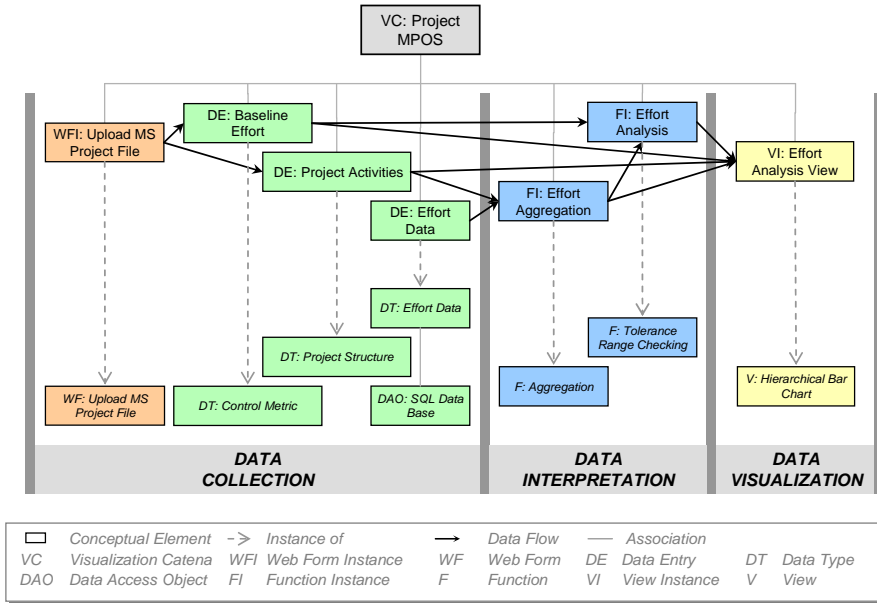 VC: Project
MPOS
WFI: Upload MS
Project File
DE: Baseline
Effort
DE: Project Activities
DE: Effort
Data
FI: Effort
Analysis
FI: Effort
Aggregation
VI: Effort
Analysis View
DT: Effort Data
DT: Project Structure
F: Tolerance
Range Checking
WF: Upload MS
Project File
DT: Control Metric
DAO: SQL Data
Base
F: Aggregation
V: Hierarchical Bar
Chart
DATA
COLLECTION
DATA
INTERPRETATION
DATA
VISUALIZATION
Conceptual Element Instance of Data Flow Association
VC Visualization Catena WFI Web Form Instance WF Web Form DE Data Entry DT Data Type
DAO Data Access Object FI Function Instance F Function VI View Instance V View